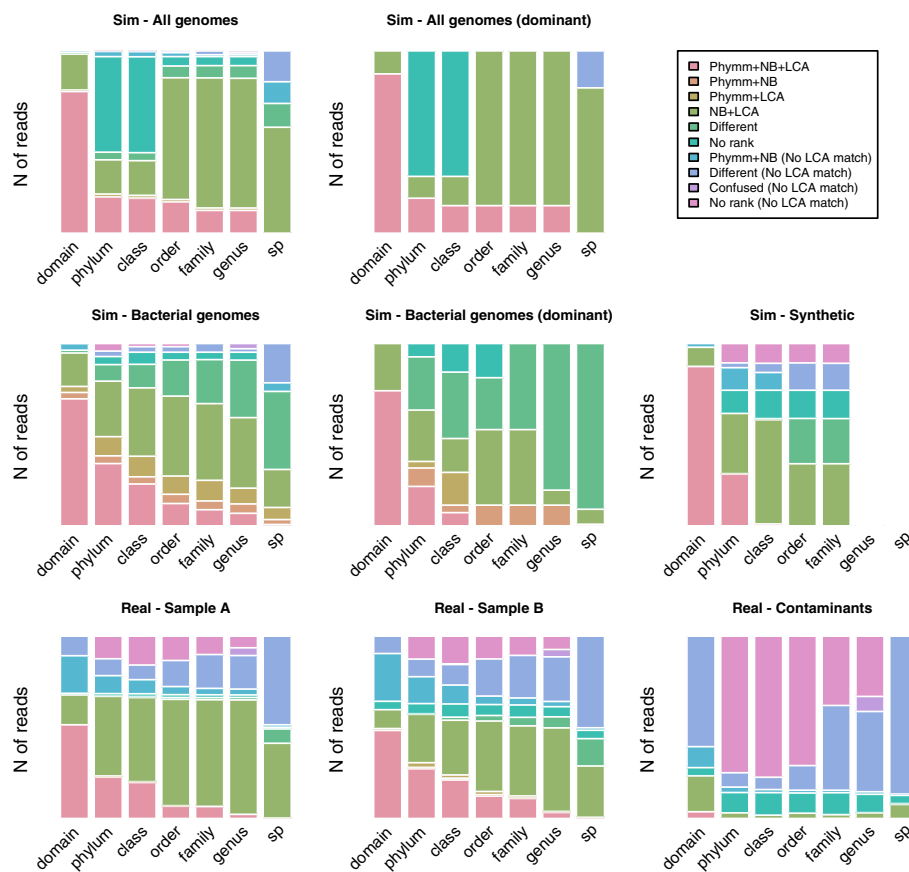 Sim - All genomes
Sim - All genomes (dominant)
N of reads
domain phylum class order family genus sp
N of reads
domain phylum class order family genus sp
Phymm+NB+LCA
Phymm+NB
Phymm+LCA
NB+LCA
Different
No rank
Phymm+NB (No LCA match)
Different (No LCA match)
Confused (No LCA match)
No rank (No LCA match)
Sim - Bacterial genomes
Sim - Bacterial genomes (dominant)
Sim - Synthetic
N of reads
domain phylum class order family genus sp
N of reads
domain phylum class order family genus sp
N of reads
domain phylum class order family genus sp
Real - Sample A
Real - Sample B
Real - Contaminants
N of reads
domain phylum class order family genus sp
N of reads
domain phylum class order family genus sp
N of reads
domain phylum class order family genus sp